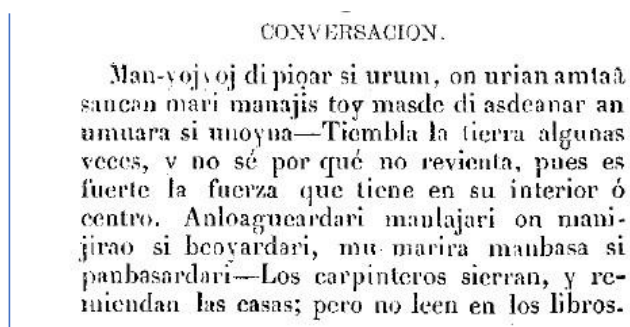 CONVERSACION.
Man-yojyoj di piqar si urum, on urian amtaà
saucan mari manajis toy masde di asdeanar an
umuara si unoyna—Tiembla la tierra algunas
veces, y no sé por qué no revienta, pues es
fuerte la fuerza que tiene en su interior ó
centro. Anloagueardari maulajari on mani-
jirao si beoyardari, mu marira manbasa si
panbasardari—Los carpinteros sierran, y re-
miendan las casas; pero no leen en los libros.